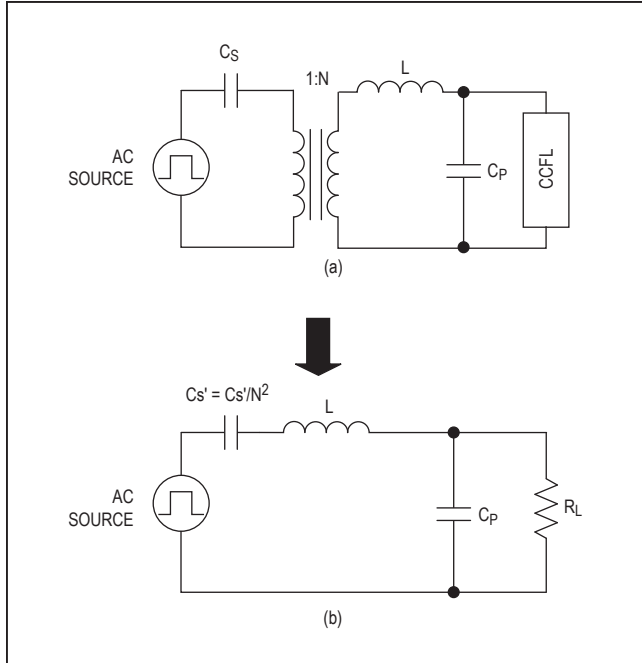 CS
1:N
L
AC
SOURCE
CP
CCFL
(a)
Cs' = Cs'/N²
L
AC
SOURCE
CP
RL
(b)